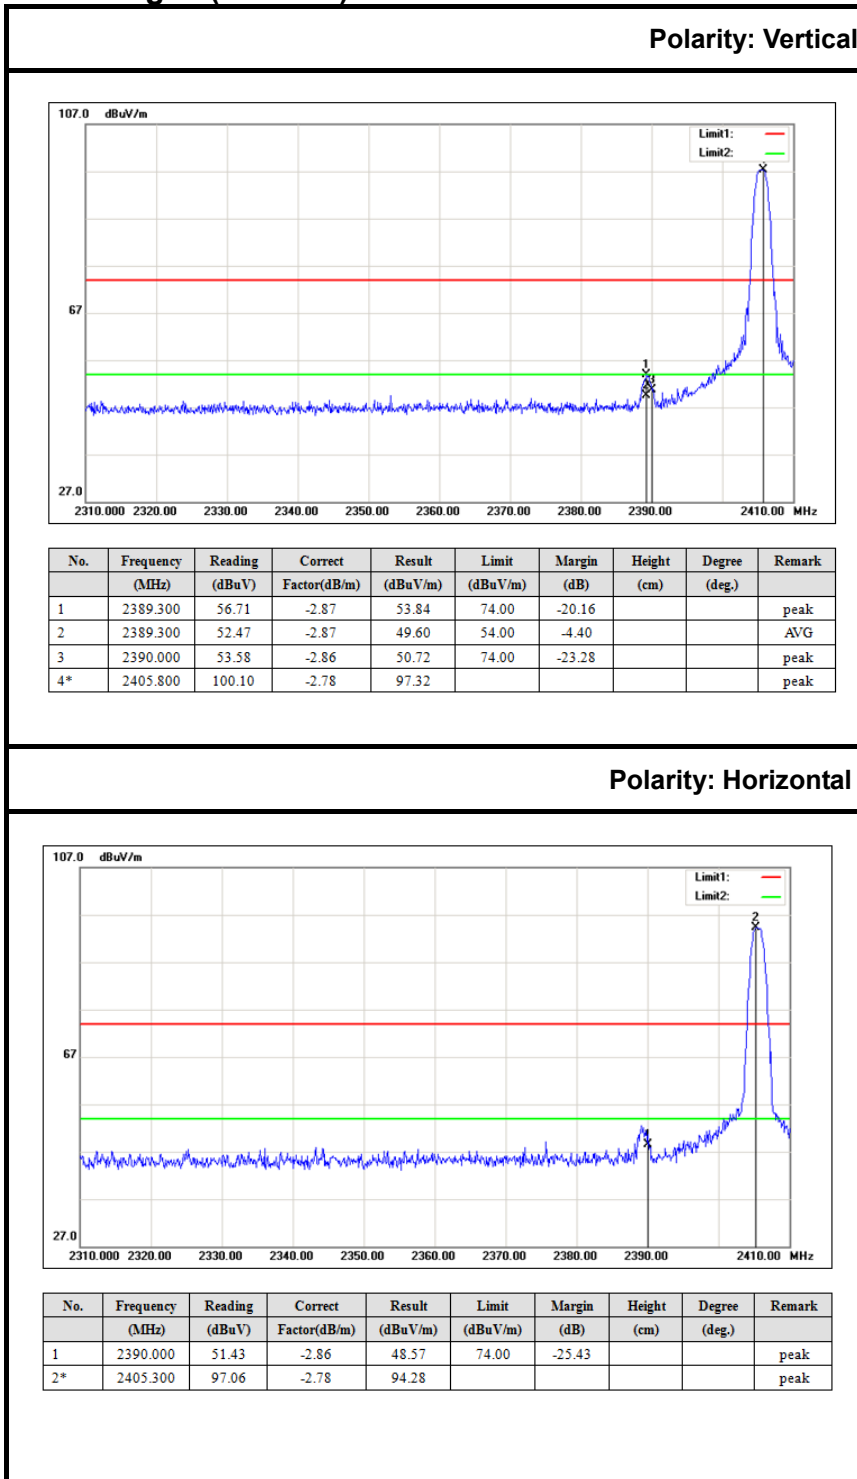 Polarity: Vertical
107.0 dBuV/m
Limit1:
Limit2:
67
1
27.0
2310.000 2320.00 2330.00 2340.00 2350.00 2360.00 2370.00 2380.00 2390.00 2410.00 MHz
No. Frequency Reading Correct Result Limit Margin Height Degree Remark
(MHz) (dBuV) Factor(dB/m) (dBuV/m) (dBuV/m) (dB) (cm) (deg.)
1 2389.300 56.71 -2.87 53.84 74.00 -20.16 peak
2 2389.300 52.47 -2.87 49.60 54.00 -4.40 AVG
3 2390.000 53.58 -2.86 50.72 74.00 -23.28 peak
4* 2405.800 100.10 -2.78 97.32 peak
Polarity: Horizontal
107.0 dBuV/m
Limit1:
Limit2:
2
67
27.0
2310.000 2320.00 2330.00 2340.00 2350.00 2360.00 2370.00 2380.00 2390.00 2410.00 MHz
No. Frequency Reading Correct Result Limit Margin Height Degree Remark
(MHz) (dBuV) Factor(dB/m) (dBuV/m) (dBuV/m) (dB) (cm) (deg.)
1 2390.000 51.43 -2.86 48.57 74.00 -25.43 peak
2* 2405.300 97.06 -2.78 94.28 peak